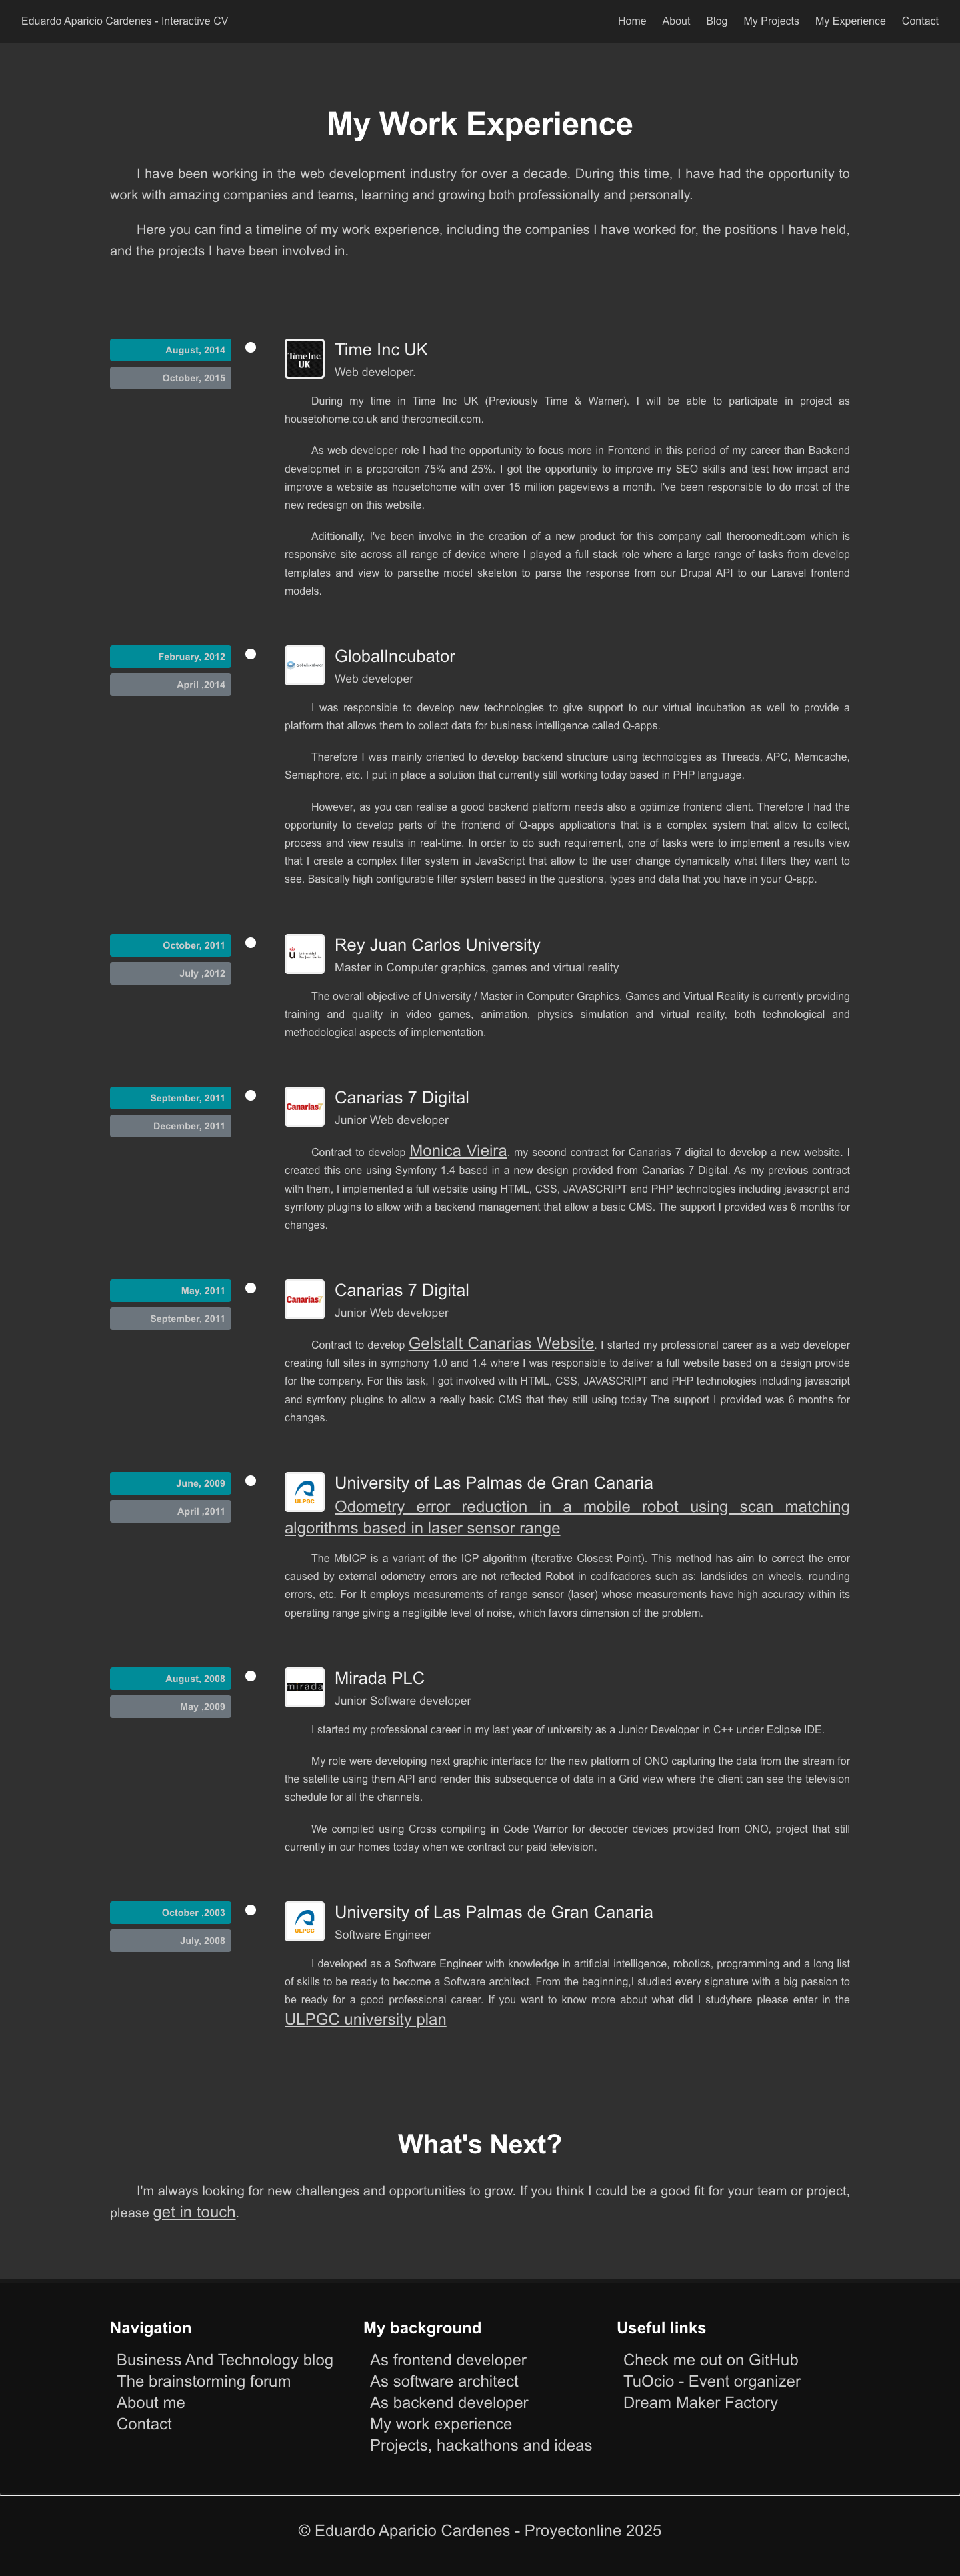 Eduardo Aparicio Cardenes - Interactive CV
Home About Blog My Projects My Experience Contact
My Work Experience
I have been working in the web development industry for over a decade. During this time, I have had the opportunity to
work with amazing companies and teams, learning and growing both professionally and personally.
Here you can find a timeline of my work experience, including the companies I have worked for, the positions I have held,
and the projects I have been involved in.
August, 2014
October, 2015
Time Inc.
UK
Time Inc UK
Web developer.
During my time in Time Inc UK (Previously Time & Warner). I will be able to participate in project as
housetohome.co.uk and theroomedit.com.
As web developer role I had the opportunity to focus more in Frontend in this period of my career than Backend
developmet in a proporciton 75% and 25%. I got the opportunity to improve my SEO skills and test how impact and
improve a website as housetohome with over 15 million pageviews a month. I've been responsible to do most of the
new redesign on this website.
Adittionally, I've been involve in the creation of a new product for this company call theroomedit.com which is
responsive site across all range of device where I played a full stack role where a large range of tasks from develop
templates and view to parsethe model skeleton to parse the response from our Drupal API to our Laravel frontend
models.
February, 2012
April ,2014
GlobalIncubator
Web developer
I was responsible to develop new technologies to give support to our virtual incubation as well to provide a
platform that allows them to collect data for business intelligence called Q-apps.
Therefore I was mainly oriented to develop backend structure using technologies as Threads, APC, Memcache,
Semaphore, etc. I put in place a solution that currently still working today based in PHP language.
However, as you can realise a good backend platform needs also a optimize frontend client. Therefore I had the
opportunity to develop parts of the frontend of Q-apps applications that is a complex system that allow to collect,
process and view results in real-time. In order to do such requirement, one of tasks were to implement a results view
that I create a complex filter system in JavaScript that allow to the user change dynamically what filters they want to
see. Basically high configurable filter system based in the questions, types and data that you have in your Q-app.
October, 2011
July ,2012
Rey Juan Carlos University
Master in Computer graphics, games and virtual reality
The overall objective of University / Master in Computer Graphics, Games and Virtual Reality is currently providing
training and quality in video games, animation, physics simulation and virtual reality, both technological and
methodological aspects of implementation.
September, 2011
December, 2011
Canarias7
Canarias 7 Digital
Junior Web developer
Contract to develop Monica Vieira. my second contract for Canarias 7 digital to develop a new website. I
created this one using Symfony 1.4 based in a new design provided from Canarias 7 Digital. As my previous contract
with them, I implemented a full website using HTML, CSS, JAVASCRIPT and PHP technologies including javascript and
symfony plugins to allow with a backend management that allow a basic CMS. The support I provided was 6 months for
changes.
May, 2011
September, 2011
Canarias7
Canarias 7 Digital
Junior Web developer
Contract to develop Gelstalt Canarias Website. I started my professional career as a web developer
creating full sites in symphony 1.0 and 1.4 where I was responsible to deliver a full website based on a design provide
for the company. For this task, I got involved with HTML, CSS, JAVASCRIPT and PHP technologies including javascript
and symfony plugins to allow a really basic CMS that they still using today The support I provided was 6 months for
changes.
June, 2009
April ,2011
ULPGC
University of Las Palmas de Gran Canaria
Odometry error reduction in a mobile robot using scan matching
algorithms based in laser sensor range
The MbICP is a variant of the ICP algorithm (Iterative Closest Point). This method has aim to correct the error
caused by external odometry errors are not reflected Robot in codifcadores such as: landslides on wheels, rounding
errors, etc. For It employs measurements of range sensor (laser) whose measurements have high accuracy within its
operating range giving a negligible level of noise, which favors dimension of the problem.
August, 2008
May ,2009
mirada
Mirada PLC
Junior Software developer
I started my professional career in my last year of university as a Junior Developer in C++ under Eclipse IDE.
My role were developing next graphic interface for the new platform of ONO capturing the data from the stream for
the satellite using them API and render this subsequence of data in a Grid view where the client can see the television
schedule for all the channels.
We compiled using Cross compiling in Code Warrior for decoder devices provided from ONO, project that still
currently in our homes today when we contract our paid television.
October ,2003
July, 2008
ULPGC
University of Las Palmas de Gran Canaria
Software Engineer
I developed as a Software Engineer with knowledge in artificial intelligence, robotics, programming and a long list
of skills to be ready to become a Software architect. From the beginning,I studied every signature with a big passion to
be ready for a good professional career. If you want to know more about what did I studyhere please enter in the
ULPGC university plan
What's Next?
I'm always looking for new challenges and opportunities to grow. If you think I could be a good fit for your team or project,
please get in touch.
Navigation
Business And Technology blog
The brainstorming forum
About me
Contact
My background
As frontend developer
As software architect
As backend developer
My work experience
Projects, hackathons and ideas
Useful links
Check me out on GitHub
TuOcio - Event organizer
Dream Maker Factory
© Eduardo Aparicio Cardenes - Proyectonline 2025